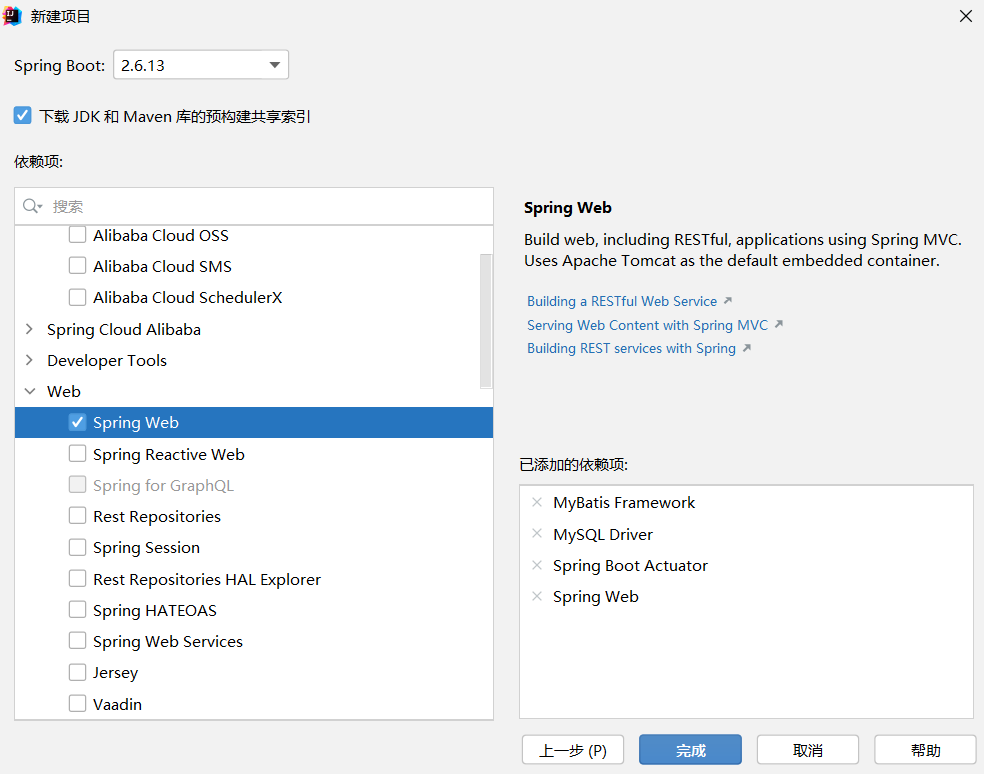 新建项目
Spring Boot: 2.6.13
下载 JDK 和 Maven 库的预构建共享索引
依赖项:
搜索
Alibaba Cloud OSS
Alibaba Cloud SMS
Alibaba Cloud SchedulerX
Spring Cloud Alibaba
Developer Tools
Web
Spring Web
Spring Reactive Web
Spring for GraphQL
Rest Repositories
Spring Session
Rest Repositories HAL Explorer
Spring HATEOAS
Spring Web Services
Jersey
Vaadin
Spring Web
Build web, including RESTful, applications using Spring MVC.
Uses Apache Tomcat as the default embedded container.
Building a RESTful Web Service
Serving Web Content with Spring MVC
Building REST services with Spring
已添加的依赖项:
MyBatis Framework
MySQL Driver
Spring Boot Actuator
Spring Web
上一步 (P)
完成
取消
帮助